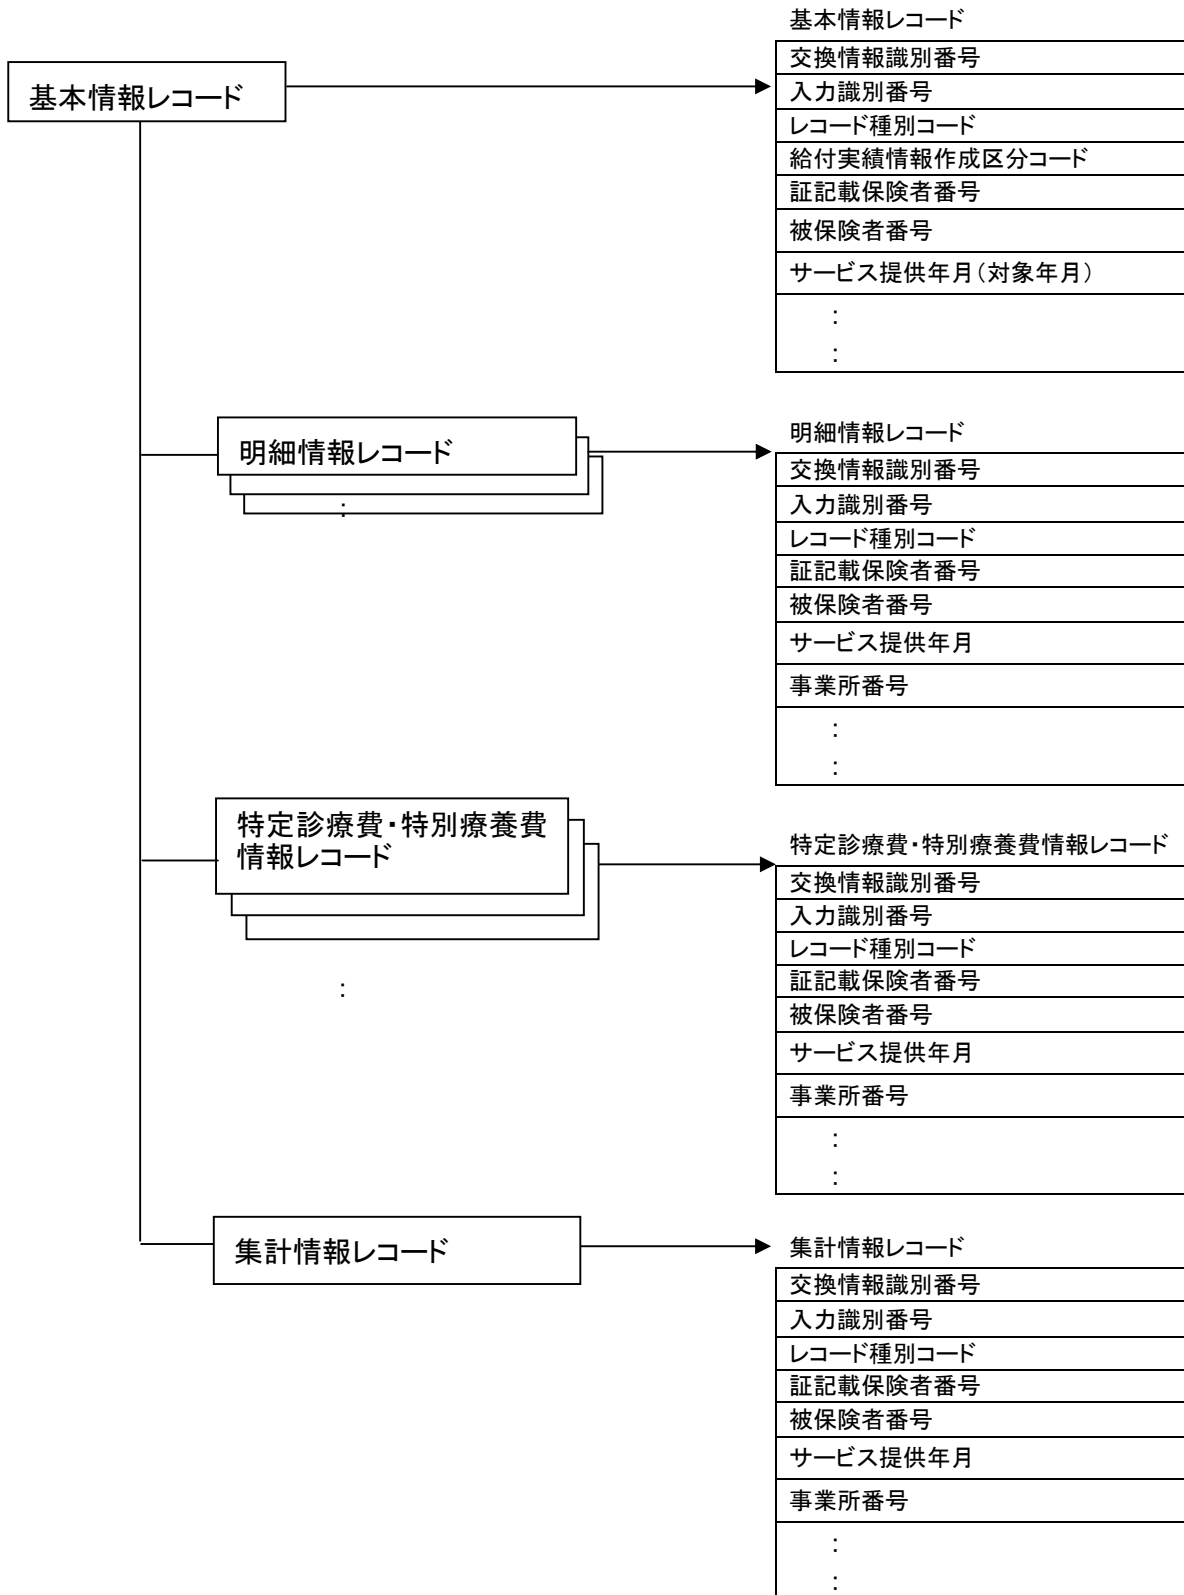 基本情報レコード
基本情報レコード
交換情報識別番号
入力識別番号
レコード種別コード
給付実績情報作成区分コード
証記載保険者番号
被保険者番号
サービス提供年月(対象年月)
:
:
明細情報レコード
:
明細情報レコード
交換情報識別番号
入力識別番号
レコード種別コード
証記載保険者番号
被保険者番号
サービス提供年月
事業所番号
:
:
特定診療費・特別療養費
情報レコード
:
特定診療費・特別療養費情報レコード
交換情報識別番号
入力識別番号
レコード種別コード
証記載保険者番号
被保険者番号
サービス提供年月
事業所番号
:
:
集計情報レコード
集計情報レコード
交換情報識別番号
入力識別番号
レコード種別コード
証記載保険者番号
被保険者番号
サービス提供年月
事業所番号
:
: